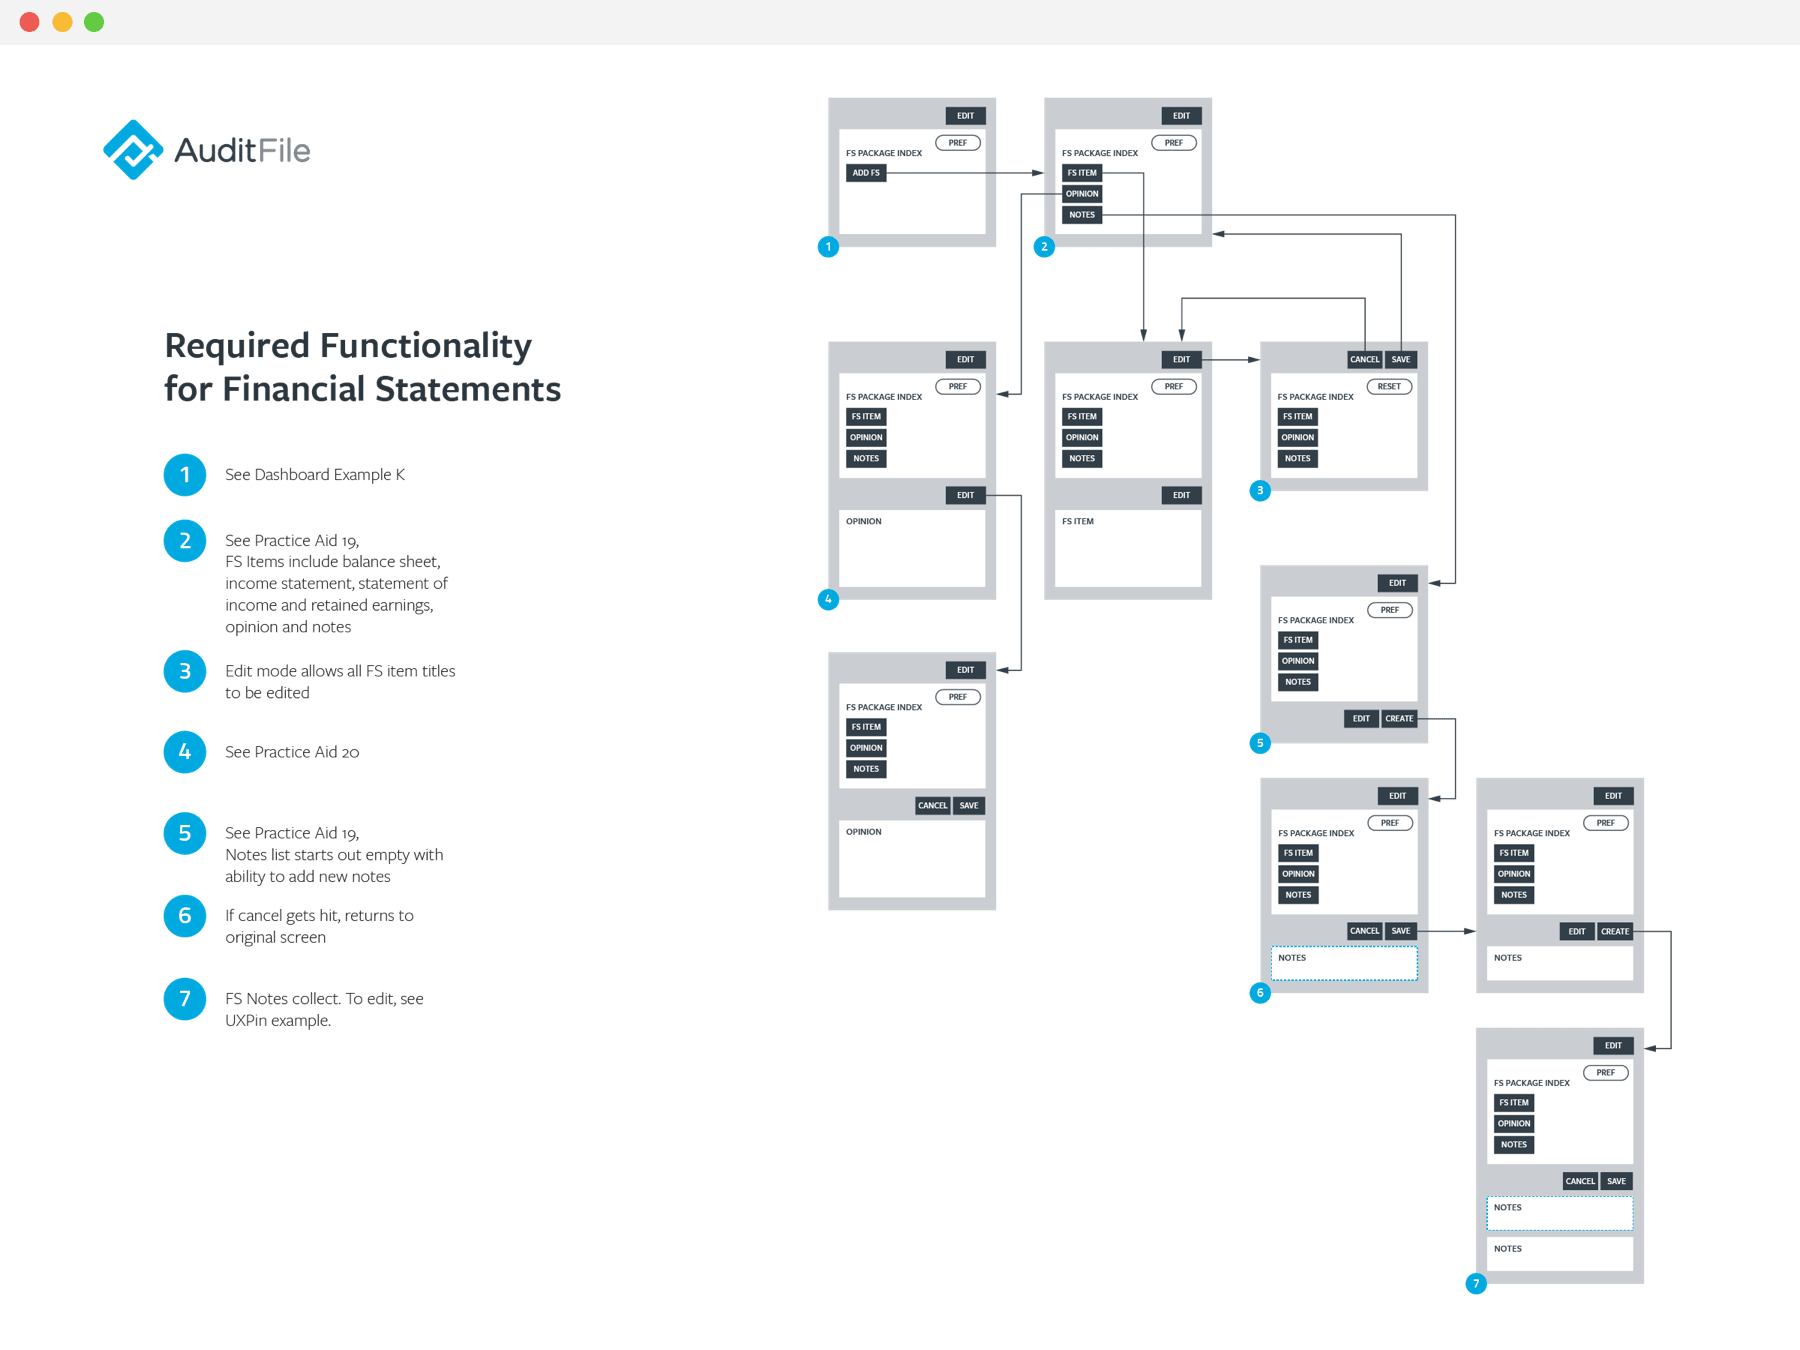 AuditFile
Required Functionality
for Financial Statements
1
See Dashboard Example K
2
See Practice Aid 19,
FS Items include balance sheet,
income statement, statement of
income and retained earnings,
opinion and notes
3
Edit mode allows all FS item titles
to be edited
4
See Practice Aid 20
5
See Practice Aid 19,
Notes list starts out empty with
ability to add new notes
6
If cancel gets hit, returns to
original screen
7
FS Notes collect. To edit, see
UXPin example.
EDIT
PREF
FS PACKAGE INDEX
ADD FS
1
EDIT
PREF
FS PACKAGE INDEX
FS ITEM
OPINION
NOTES
2
EDIT
PREF
FS PACKAGE INDEX
FS ITEM
OPINION
NOTES
EDIT
OPINION
4
EDIT
PREF
FS PACKAGE INDEX
FS ITEM
OPINION
NOTES
EDIT
FS ITEM
CANCEL SAVE
RESET
FS PACKAGE INDEX
FS ITEM
OPINION
NOTES
3
EDIT
PREF
FS PACKAGE INDEX
FS ITEM
OPINION
NOTES
EDIT CREATE
5
EDIT
PREF
FS PACKAGE INDEX
FS ITEM
OPINION
NOTES
CANCEL SAVE
OPINION
EDIT
PREF
FS PACKAGE INDEX
FS ITEM
OPINION
NOTES
CANCEL SAVE
NOTES
6
EDIT
PREF
FS PACKAGE INDEX
FS ITEM
OPINION
NOTES
EDIT CREATE
NOTES
EDIT
PREF
FS PACKAGE INDEX
FS ITEM
OPINION
NOTES
CANCEL SAVE
NOTES
NOTES
7